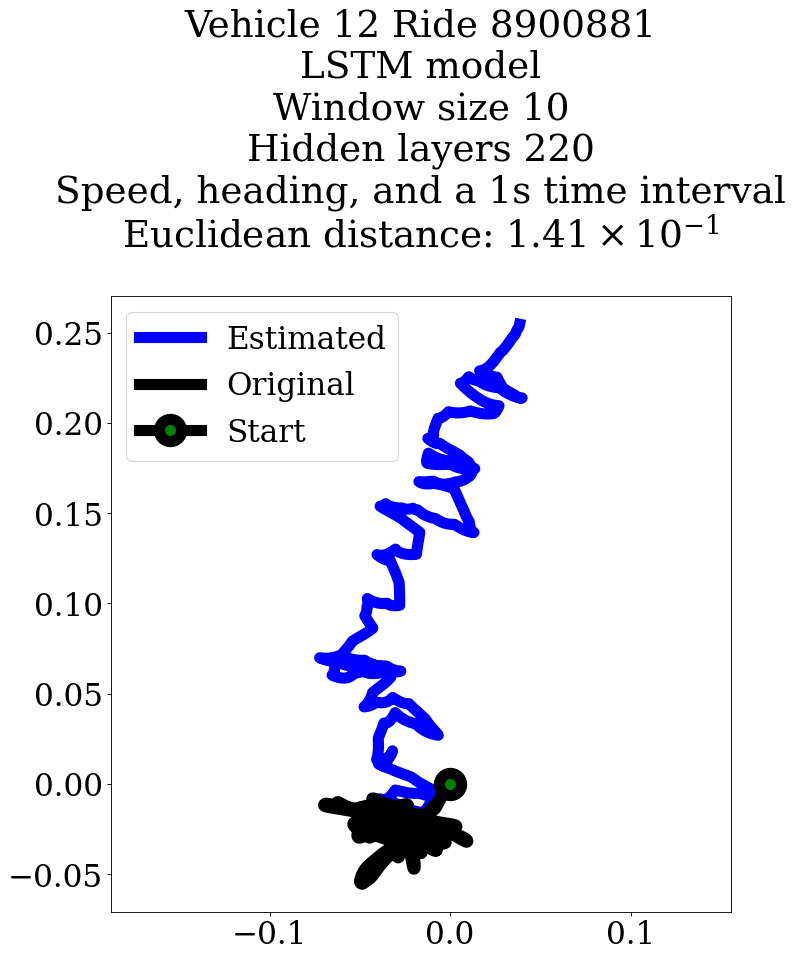 Vehicle 12 Ride 8900881
LSTM model
Window size 10
Hidden layers 220
Speed, heading, and a 1s time interval
Euclidean distance: 1.41 × 10⁻¹
Estimated
Original
Start
0.25
0.20
0.15
0.10
0.05
0.00
−0.05
−0.1 0.0 0.1